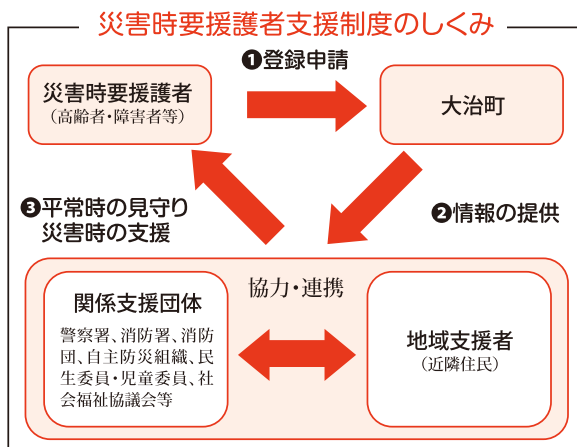 災害時要援護者支援制度のしくみ
❶登録申請
災害時要援護者
（高齢者・障害者等）
大治町
❸平常時の見守り
災害時の支援
❷情報の提供
協力・連携
関係支援団体
警察署、消防署、消防
団、自主防災組織、民
生委員・児童委員、社
会福祉協議会等
地域支援者
（近隣住民）